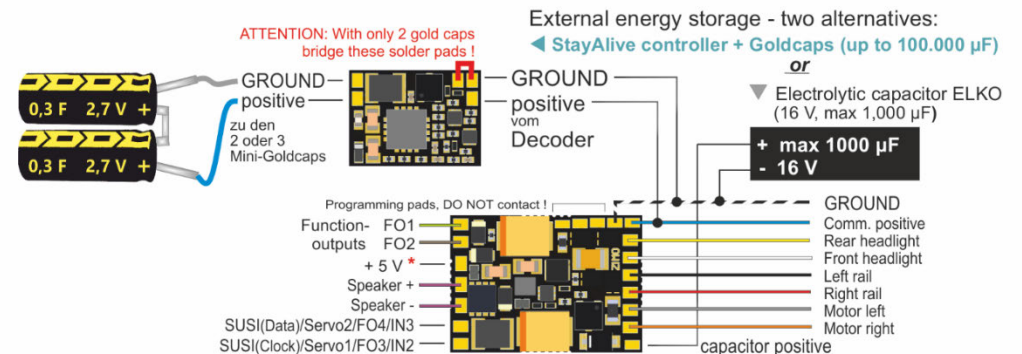 External energy storage - two alternatives:
◄ StayAlive controller + Goldcaps (up to 100.000 µF)
or
▼ Electrolytic capacitor ELKO
(16 V, max 1,000 µF)
ATTENTION: With only 2 gold caps
bridge these solder pads !
GROUND
positive
zu den
2 oder 3
Mini-Goldcaps
0,3 F 2,7 V +
0,3 F 2,7 V +
GROUND
positive
vom
Decoder
+ max 1000 µF
- 16 V
Programming pads, DO NOT contact !
Function-
outputs
FO1
FO2
+ 5 V *
Speaker +
Speaker -
SUSI(Data)/Servo2/FO4/IN3
SUSI(Clock)/Servo1/FO3/IN2
ZIMO
GROUND
Comm. positive
Rear headlight
Front headlight
Left rail
Right rail
Motor left
Motor right
capacitor positive